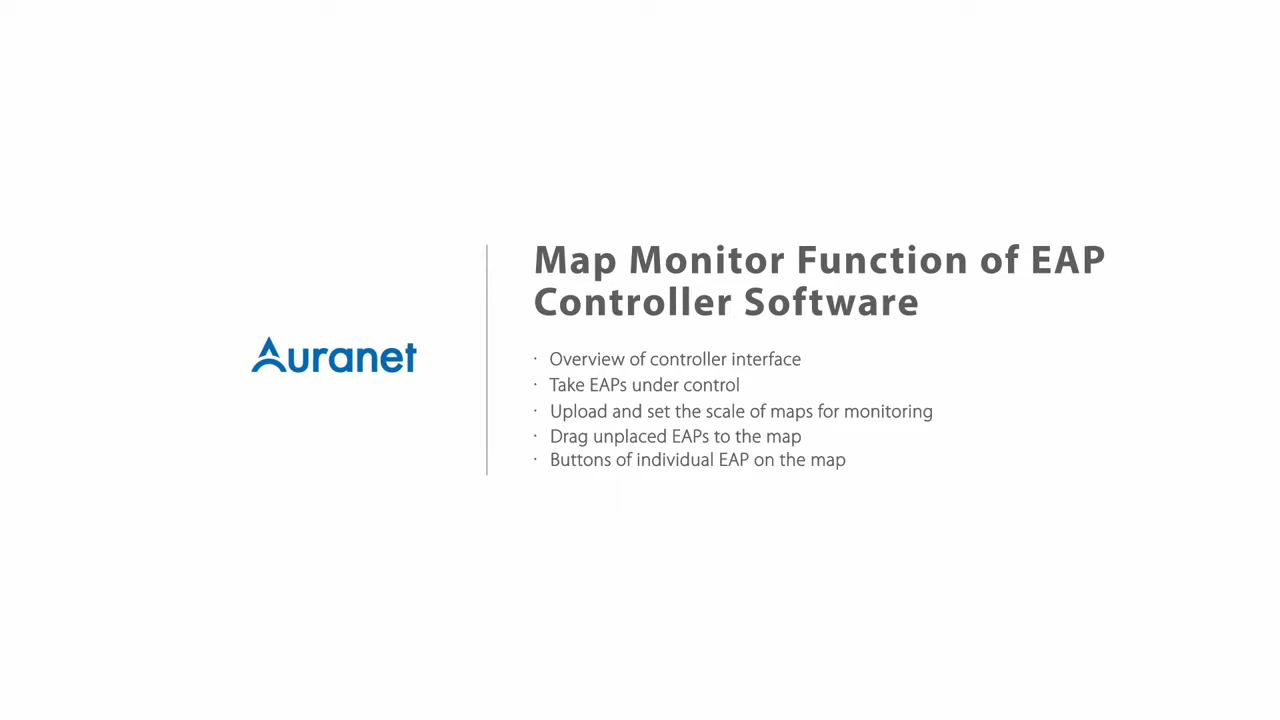 Auranet
Map Monitor Function of EAP
Controller Software
· Overview of controller interface
· Take EAPs under control
· Upload and set the scale of maps for monitoring
· Drag unplaced EAPs to the map
· Buttons of individual EAP on the map